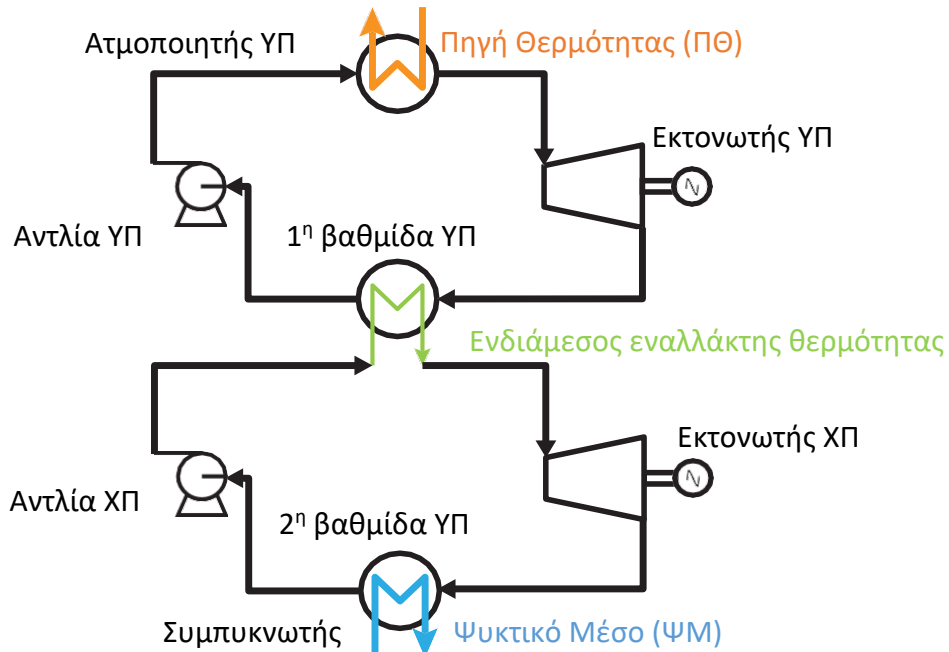 Ατμοποιητής ΥΠ
Πηγή Θερμότητας (ΠΘ)
Εκτονωτής ΥΠ
N
Αντλία ΥΠ
1η βαθμίδα ΥΠ
Ενδιάμεσος εναλλάκτης θερμότητας
Εκτονωτής ΧΠ
N
Αντλία ΧΠ
2η βαθμίδα ΥΠ
Συμπυκνωτής
Ψυκτικό Μέσο (ΨΜ)